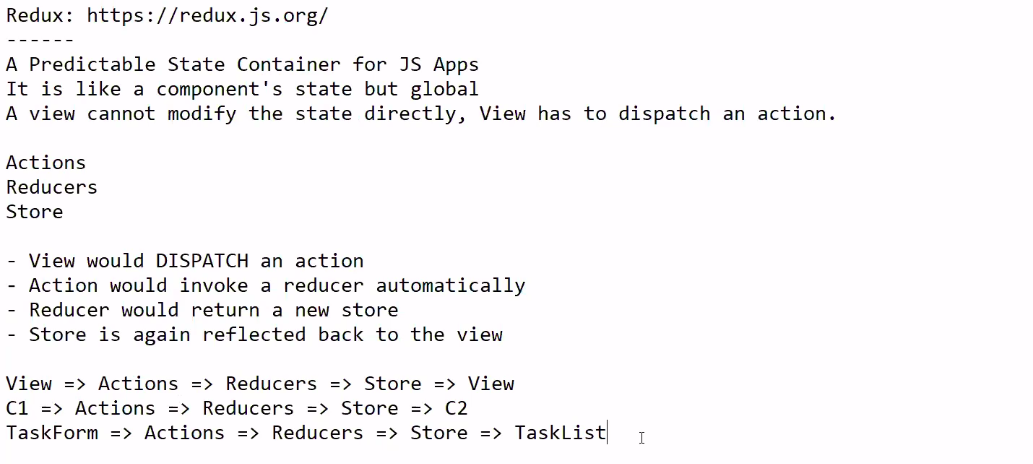 Redux: https://redux.js.org/
------
A Predictable State Container for JS Apps
It is like a component's state but global
A view cannot modify the state directly, View has to dispatch an action.
Actions
Reducers
Store
- View would DISPATCH an action
- Action would invoke a reducer automatically
- Reducer would return a new store
- Store is again reflected back to the view
View => Actions => Reducers => Store => View
C1 => Actions => Reducers => Store => C2
TaskForm => Actions => Reducers => Store => TaskList